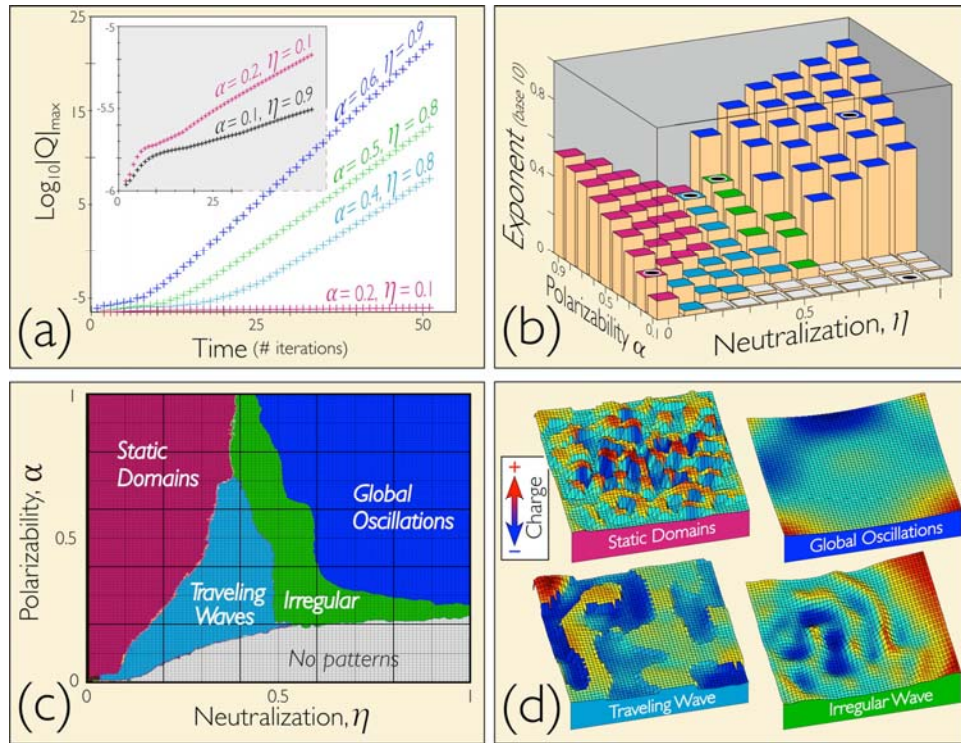 25
15
5
-5
Log₁₀|Q|max
0
25
50
Time (# iterations)
-5
-5.5
-6
25
α = 0.2, η = 0.1
α = 0.1, η = 0.9
α = 0.6, η = 0.9
α = 0.5, η = 0.8
α = 0.4, η = 0.8
α = 0.2, η = 0.1
(a)
0.8
0.4
0
Exponent (base 10)
0.9
0.5
0.1
Polarizability α
0
0.5
1
Neutralization, η
(b)
1
0.5
0
Polarizability, α
Static
Domains
Global
Oscillations
Traveling
Waves
Irregular
No patterns
0
0.5
1
Neutralization, η
(c)
+
Charge
−
Static Domains
Global Oscillations
Traveling Wave
Irregular Wave
(d)